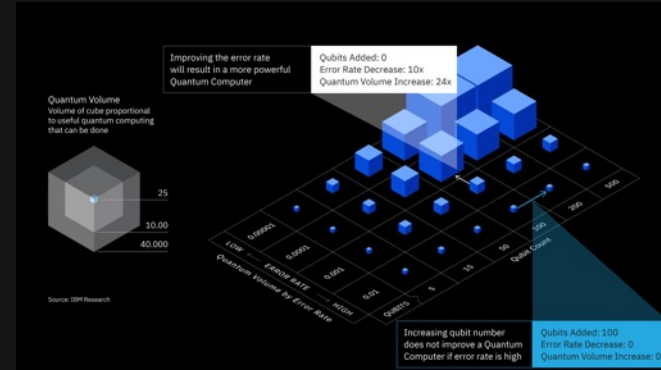 Improving the error rate
will result in a more powerful
Quantum Computer
Qubits Added: 0
Error Rate Decrease: 10x
Quantum Volume Increase: 24x
Quantum Volume
Volume of cube proportional
to useful quantum computing
that can be done
25
10.00
40.000
Source: IBM Research
0.00001
0.0001
0.001
0.01
LOW
ERROR RATE
HIGH
Quantum Volume by Error Rate
QUBITS
5
15
50
100
200
500
Qubit Count
Increasing qubit number
does not improve a Quantum
Computer if error rate is high
Qubits Added: 100
Error Rate Decrease: 0
Quantum Volume Increase: 0